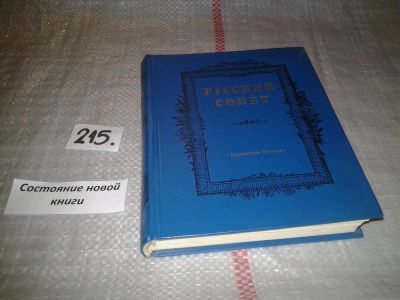 РУССКИЙ
СОНЕТ
215.
Состояние новой
книги